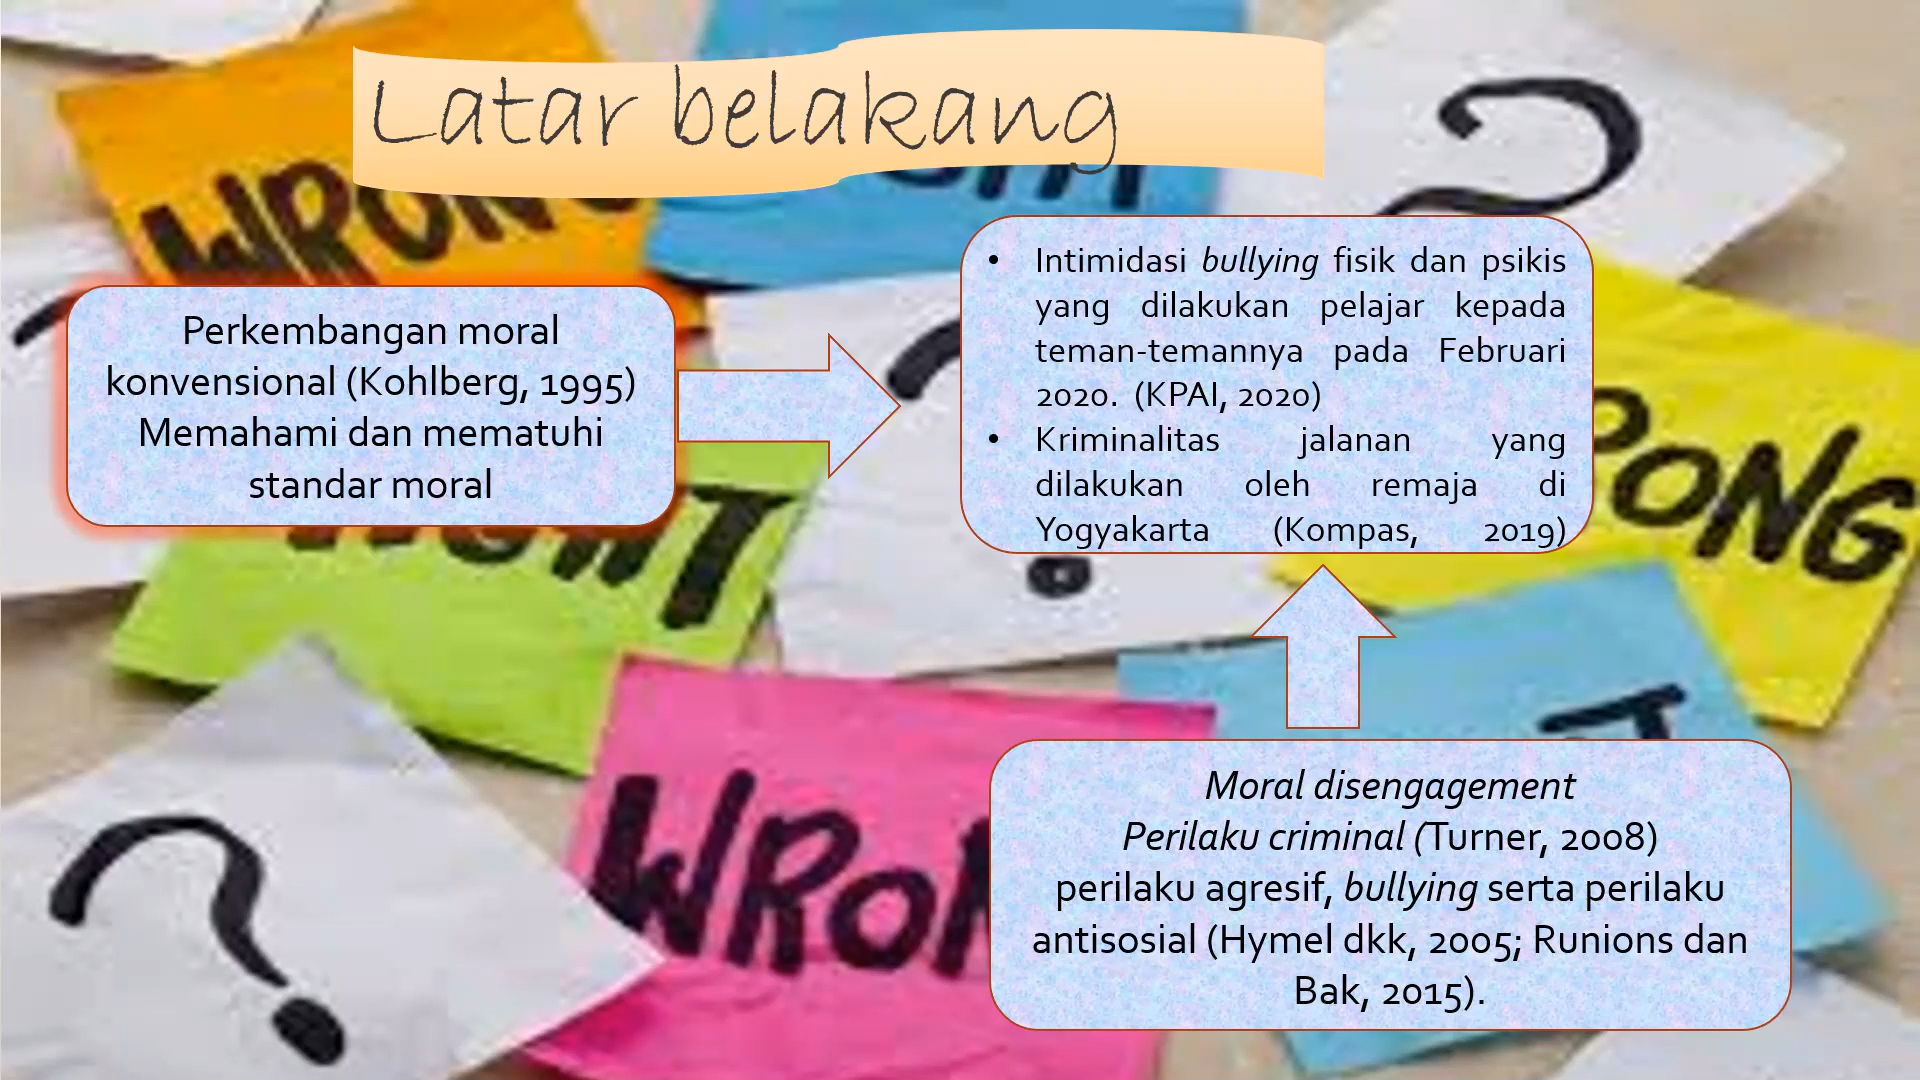 Latar belakang
WRONG
Perkembangan moral
konvensional (Kohlberg, 1995)
Memahami dan mematuhi
standar moral
• Intimidasi bullying fisik dan psikis
yang dilakukan pelajar kepada
teman-temannya pada Februari
2020. (KPAI, 2020)
• Kriminalitas jalanan yang
dilakukan oleh remaja di
Yogyakarta (Kompas, 2019)
?
?
Moral disengagement
Perilaku criminal (Turner, 2008)
perilaku agresif, bullying serta perilaku
antisosial (Hymel dkk, 2005; Runions dan
Bak, 2015).
?